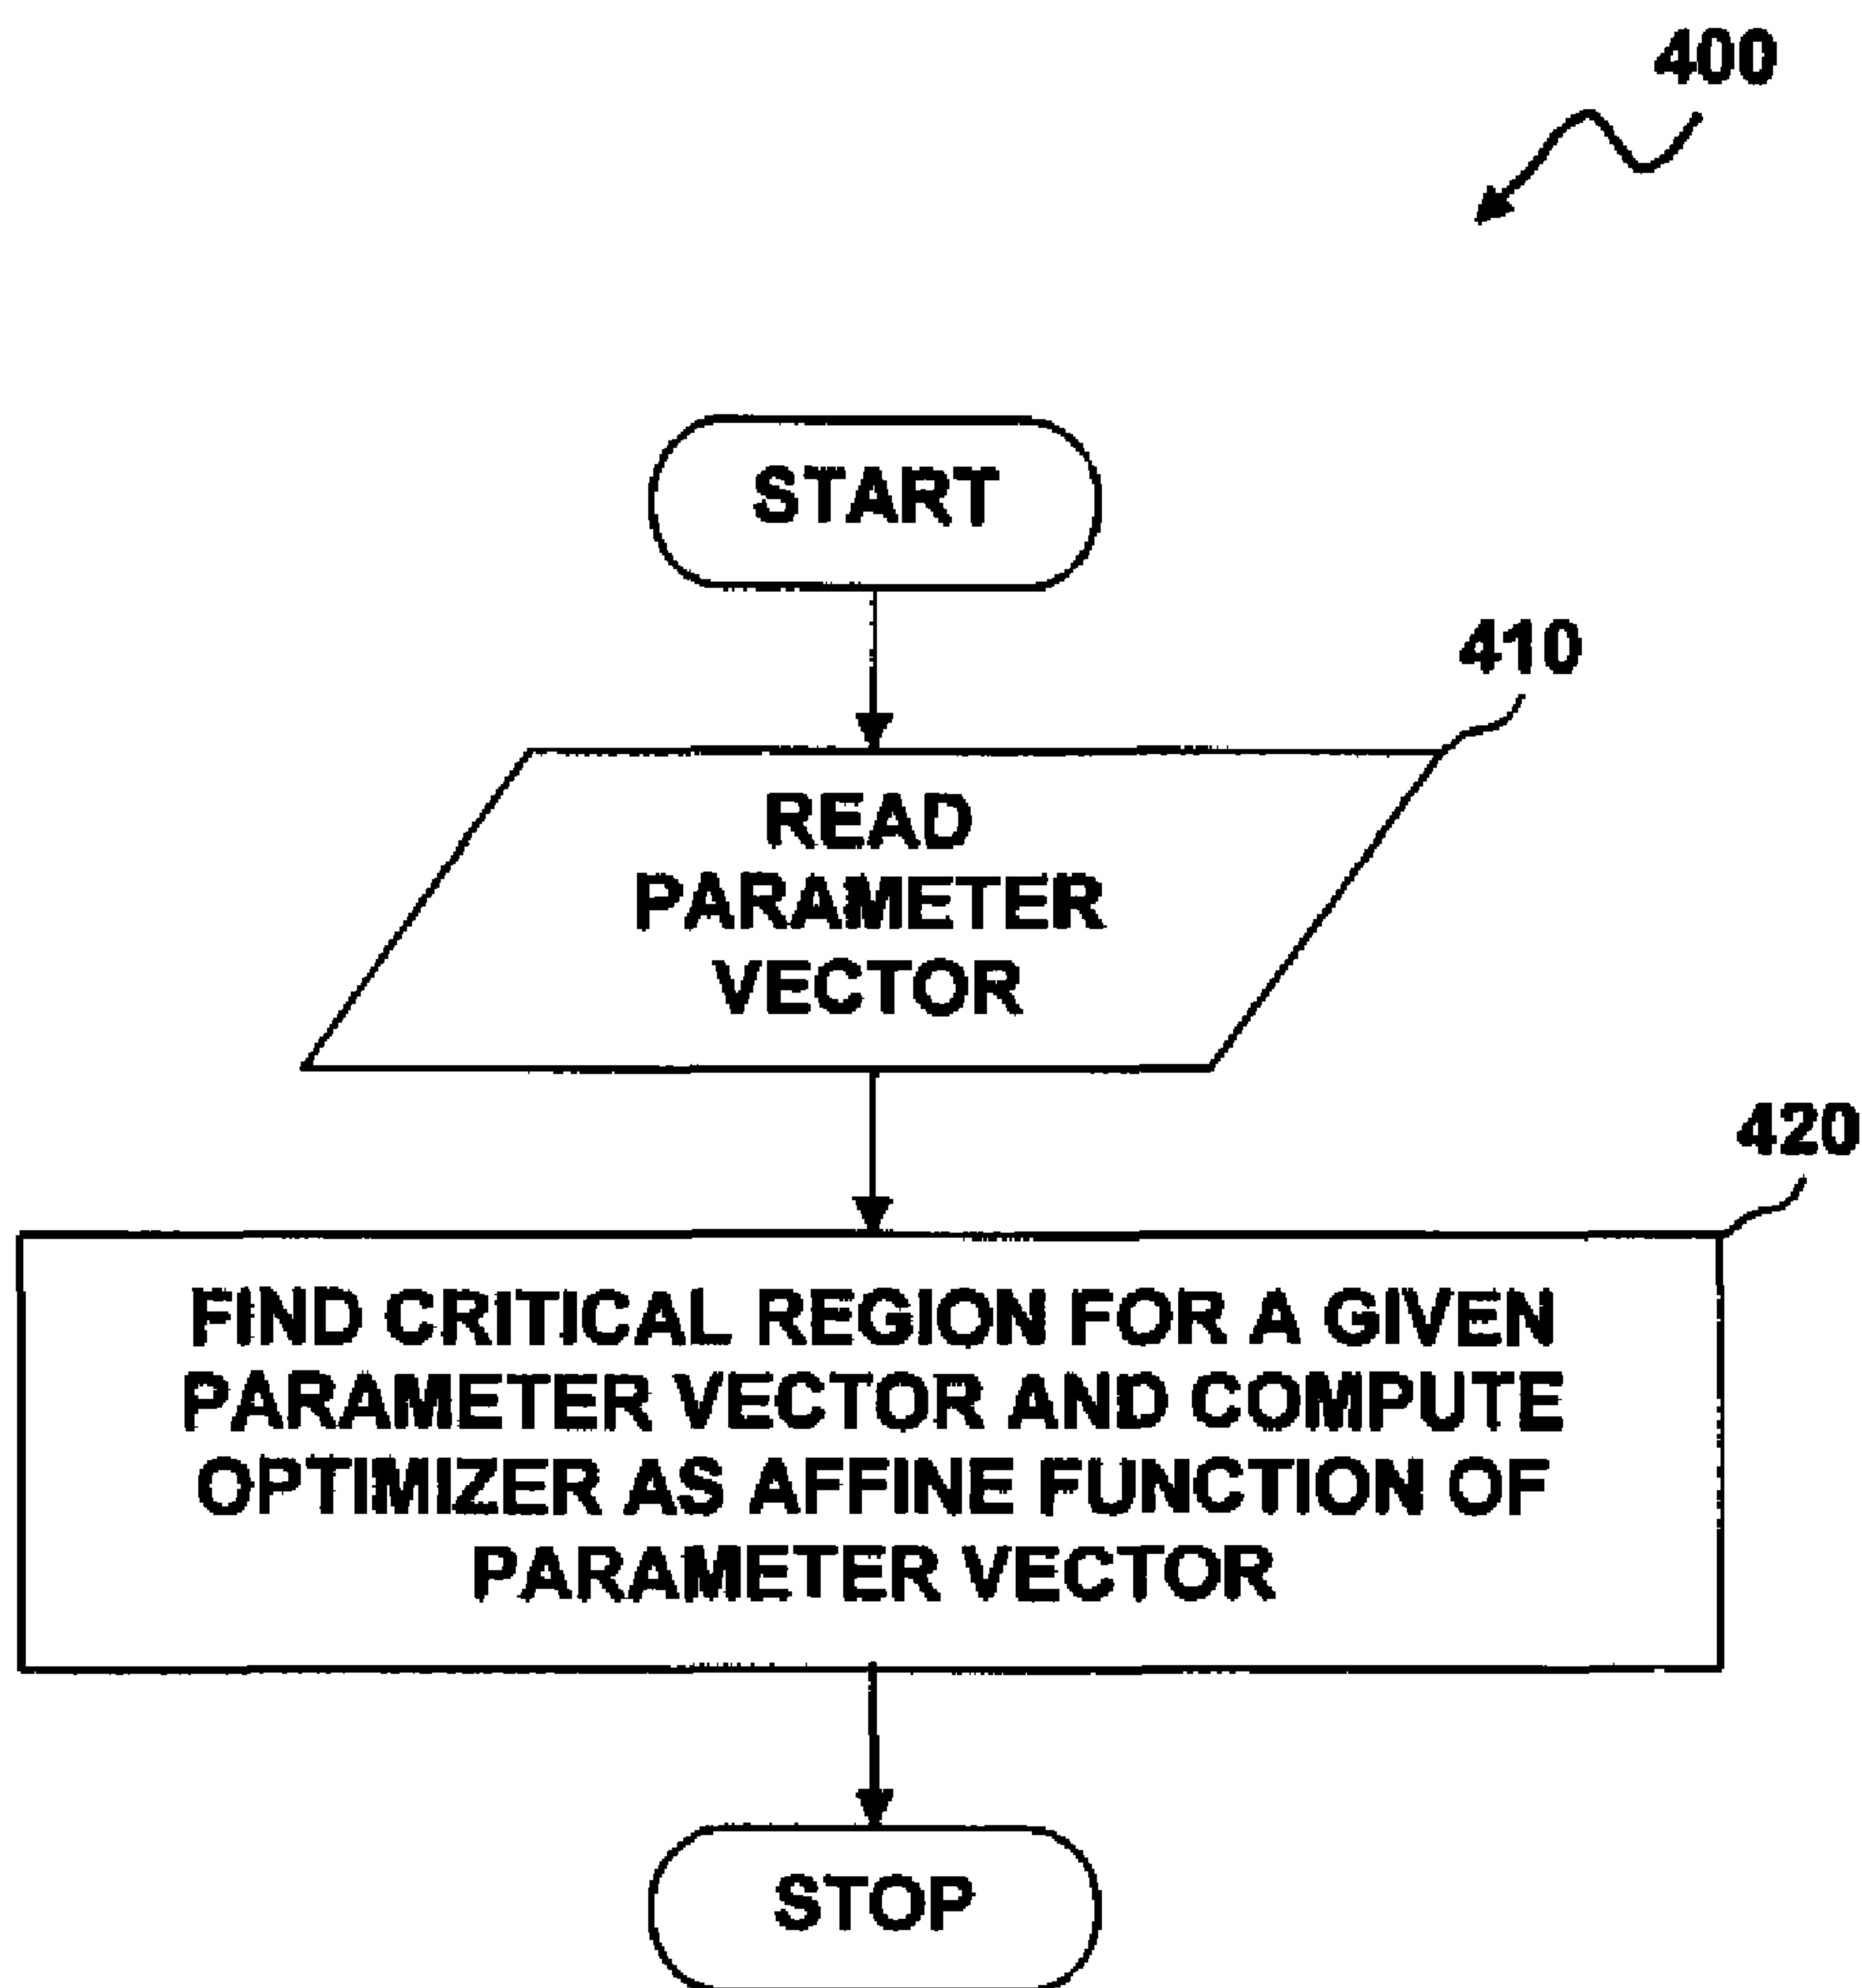 400
START
410
READ
PARAMETER
VECTOR
420
FIND CRITICAL REGION FOR A GIVEN
PARAMETER VECTOR AND COMPUTE
OPTIMIZER AS AFFINE FUNCTION OF
PARAMETER VECTOR
STOP